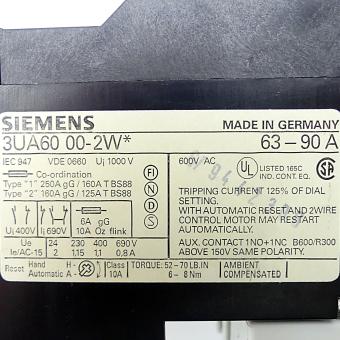 SIEMENS
MADE IN GERMANY
3UA60 00-2W*
63 – 90 A
IEC 947 VDE 0660 Ui 1000 V
600V AC
FI
UL
LISTED 165C
IND. CONT. EQ.
Co-ordination
Type "1" 250A gG / 160A T BS88
Type "2" 160A gG / 125A T BS88
TRIPPING CURRENT 125% OF DIAL
SETTING.
WITH AUTOMATIC RESET AND 2WIRE
CONTROL MOTOR MAY RESTART
AUTOMATICALLY.
AUX. CONTACT 1NO+1NC B600/R300
ABOVE 150V SAME POLARITY.
Ui 400V Ui 690V
6A gG
10A Oz flink
Ue 24 230 400 690 V
Ie/AC-15 2 1,15 1,1 0,8 A
Reset Hand H
Automatic A
Class
10A
TORQUE: 52 – 70 LB.IN
6 – 8 Nm
AMBIENT
COMPENSATED